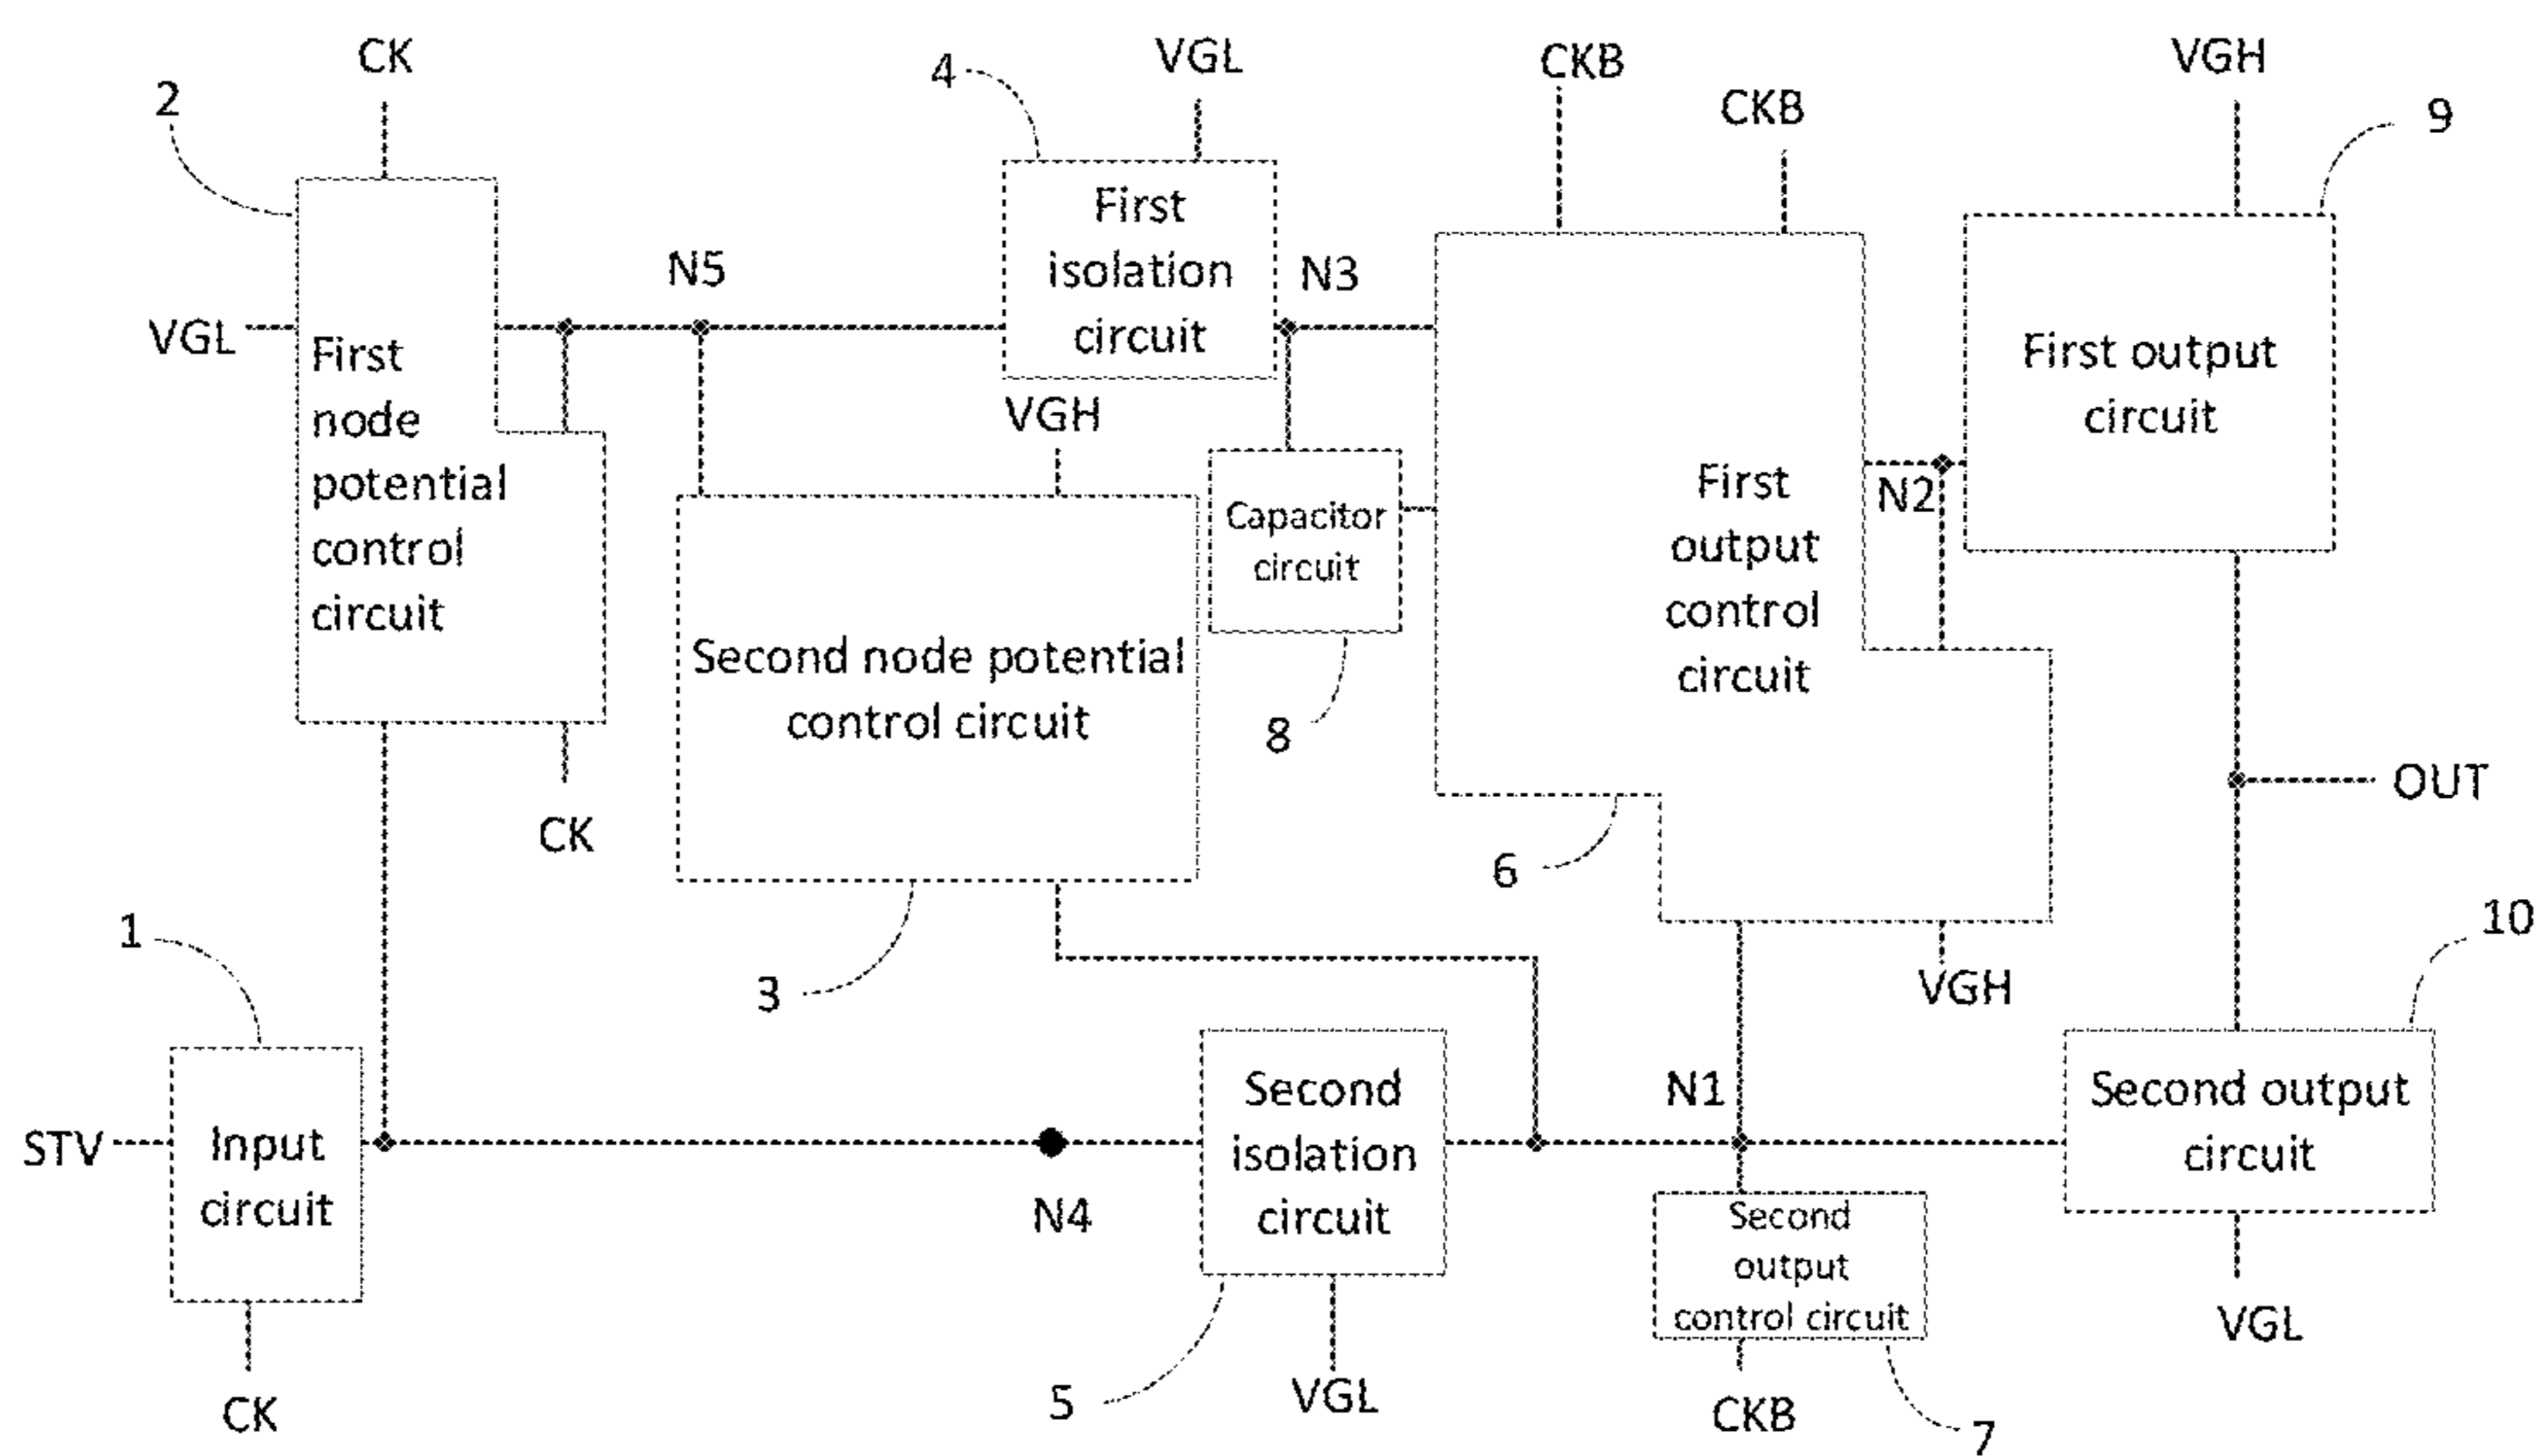 CK
VGL
CKB
VGH
2
4
CKB
9
First
isolation
circuit
N5
N3
VGL
First
node
potential
control
circuit
First output
circuit
VGH
Capacitor
circuit
First
output
control
circuit
N2
Second node potential
control circuit
8
OUT
CK
6
1
10
3
VGH
Input
circuit
STV
Second
isolation
circuit
N1
Second output
circuit
N4
Second
output
control circuit
CK
5
VGL
CKB
7
VGL